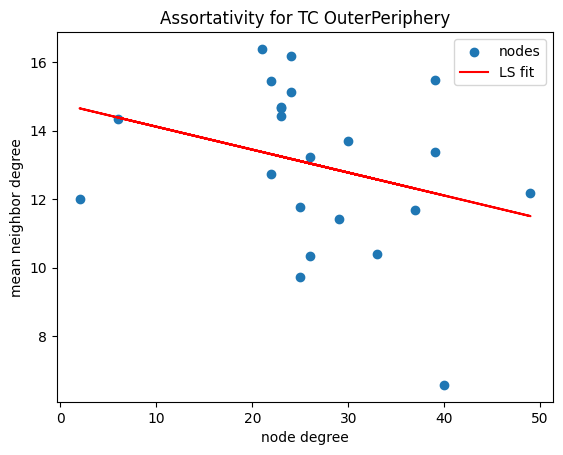 Assortativity for TC OuterPeriphery
nodes
LS fit
mean neighbor degree
16
14
12
10
8
0
10
20
30
40
50
node degree